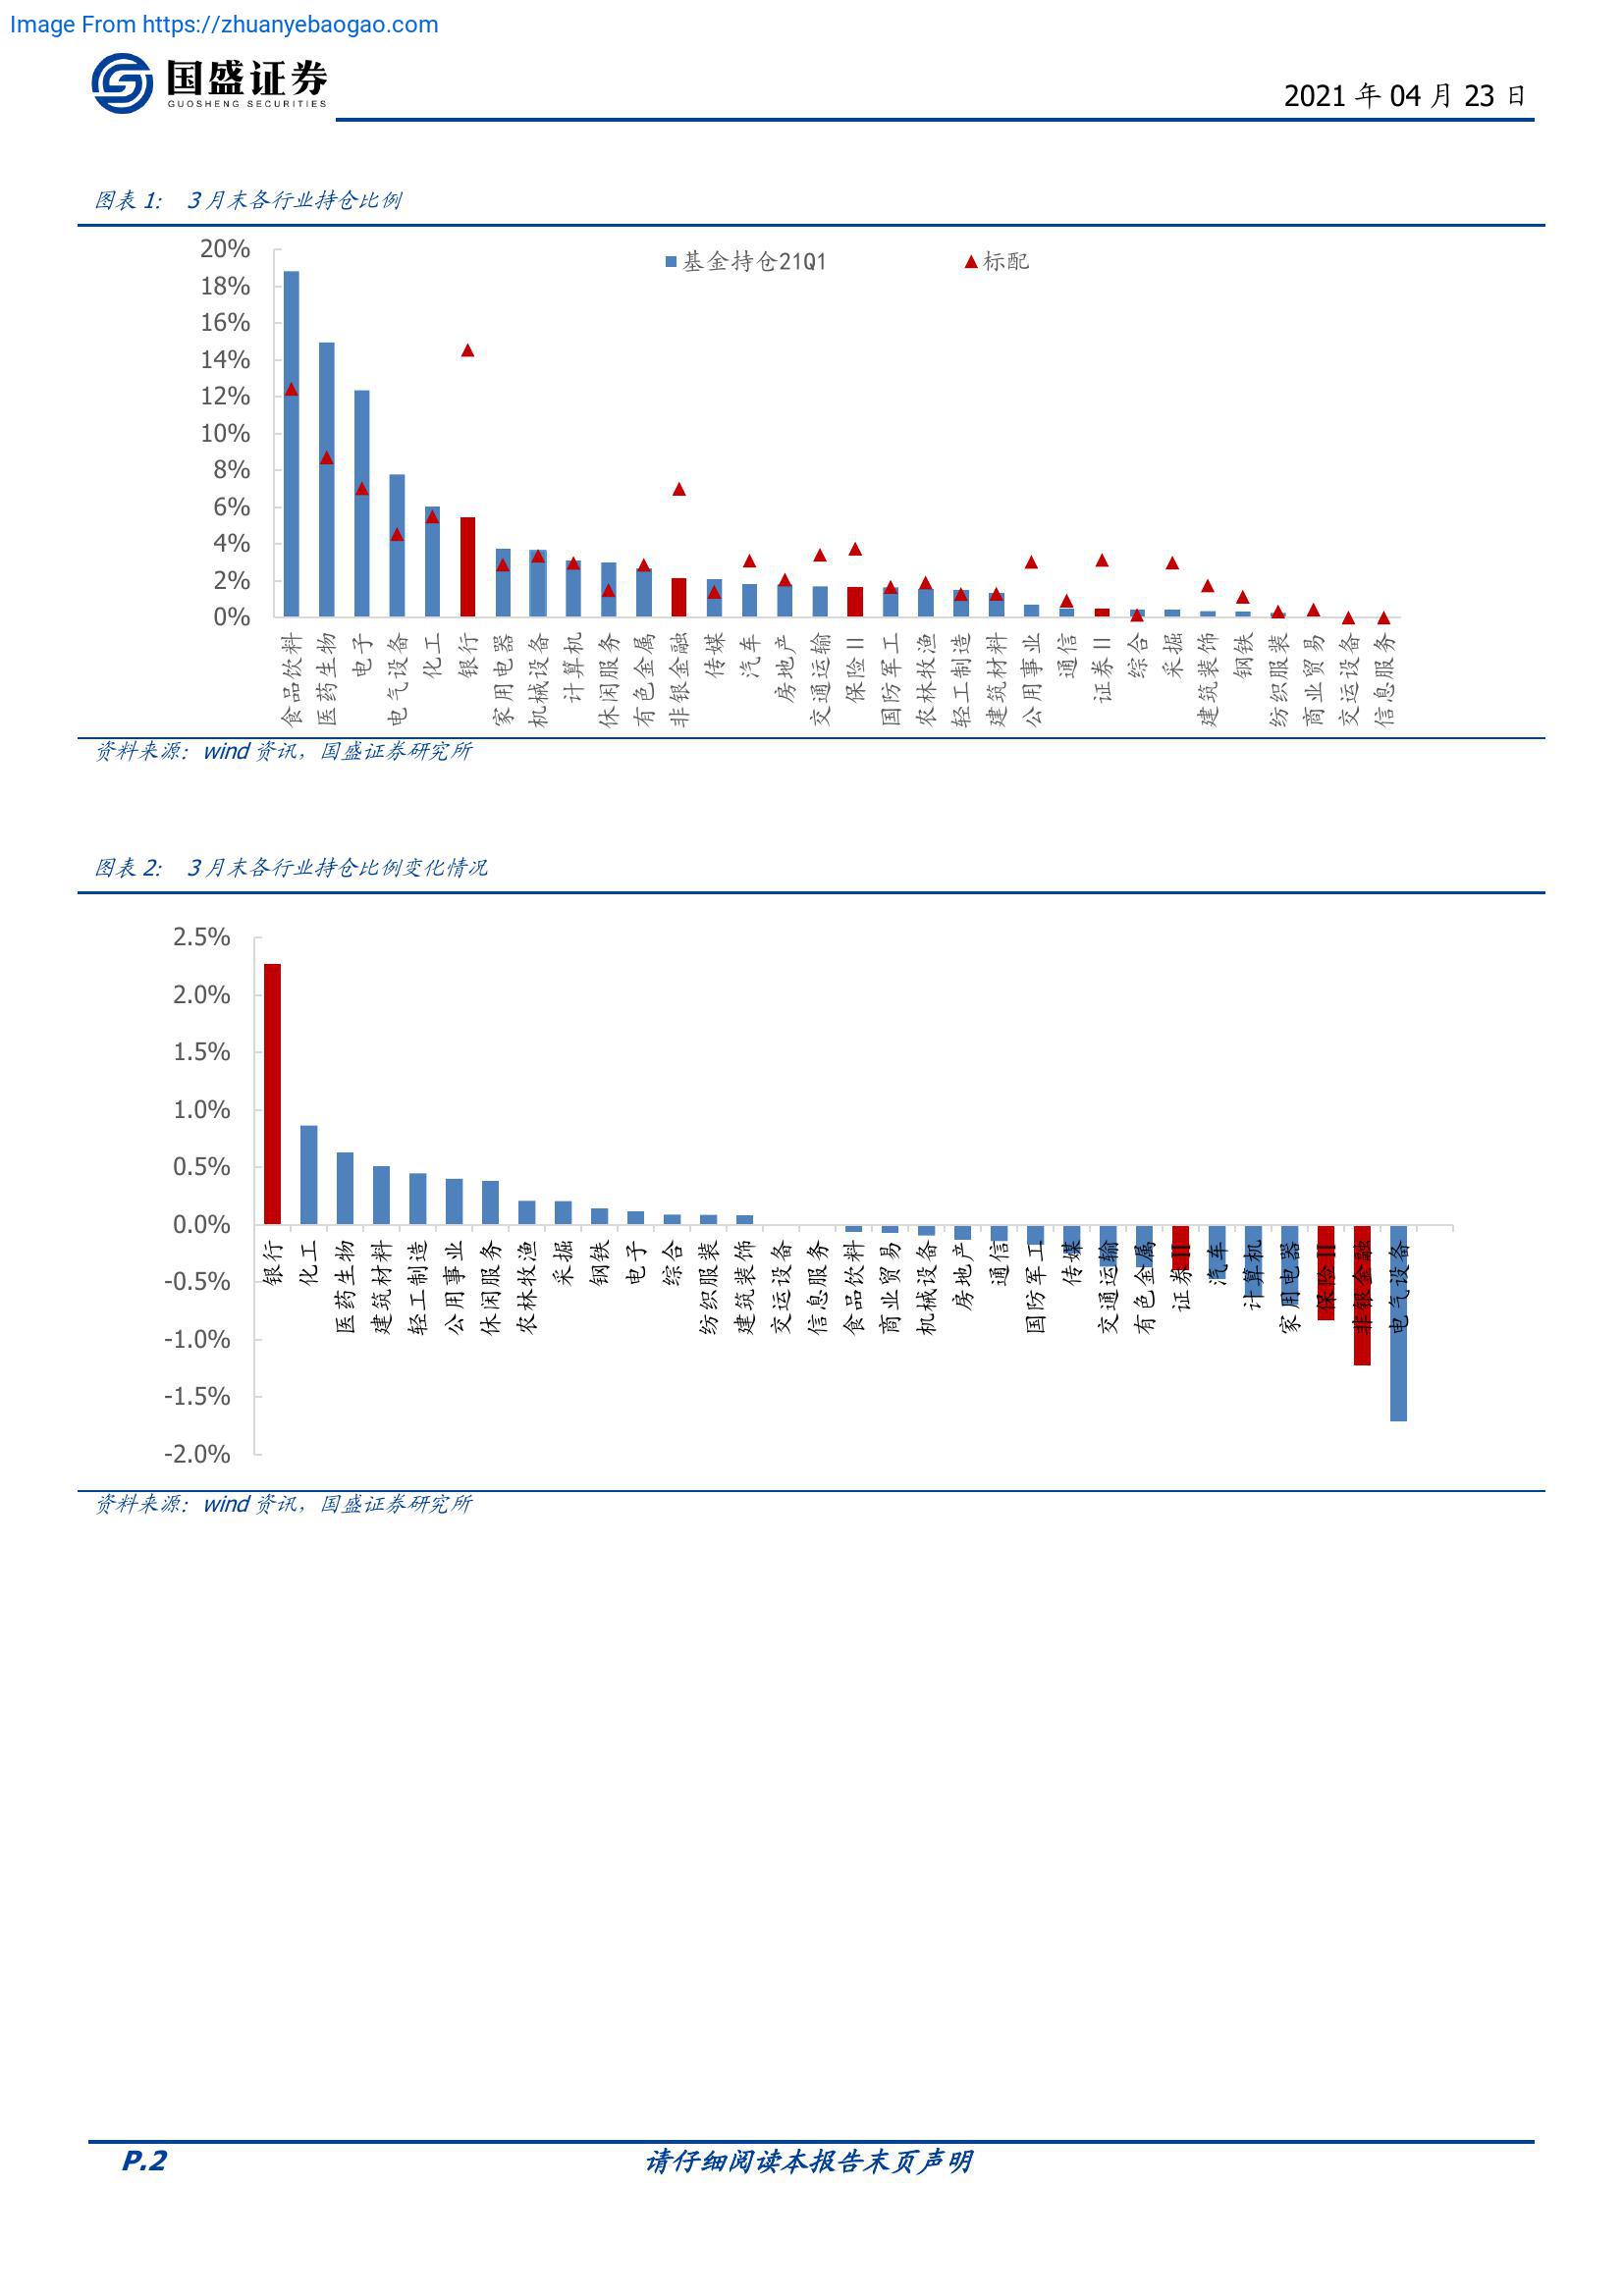 Image From https://zhuanyebaogao.com
国盛证券
GUOSHENG SECURITIES
2021 年 04 月 23 日
图表 1: 3 月末各行业持仓比例
基金持仓21Q1 标配
20%
18%
16%
14%
12%
10%
8%
6%
4%
2%
0%
食品饮料
医药生物
电子
电气设备
化工
银行
家用电器
机械设备
计算机
休闲服务
有色金属
非银金融
传媒
汽车
房地产
交通运输
保险Ⅱ
国防军工
农林牧渔
轻工制造
建筑材料
公用事业
通信
证券Ⅱ
综合
采掘
建筑装饰
钢铁
纺织服装
商业贸易
交运设备
信息服务
资料来源：wind 资讯，国盛证券研究所
图表 2: 3 月末各行业持仓比例变化情况
2.5%
2.0%
1.5%
1.0%
0.5%
0.0%
-0.5%
-1.0%
-1.5%
-2.0%
银行
化工
医药生物
建筑材料
轻工制造
公用事业
休闲服务
农林牧渔
采掘
钢铁
电子
综合
纺织服装
建筑装饰
交运设备
信息服务
食品饮料
商业贸易
机械设备
房地产
通信
国防军工
传媒
交通运输
有色金属
证券Ⅱ
汽车
计算机
家用电器
保险Ⅱ
非银金融
电气设备
资料来源：wind 资讯，国盛证券研究所
P.2 请仔细阅读本报告末页声明